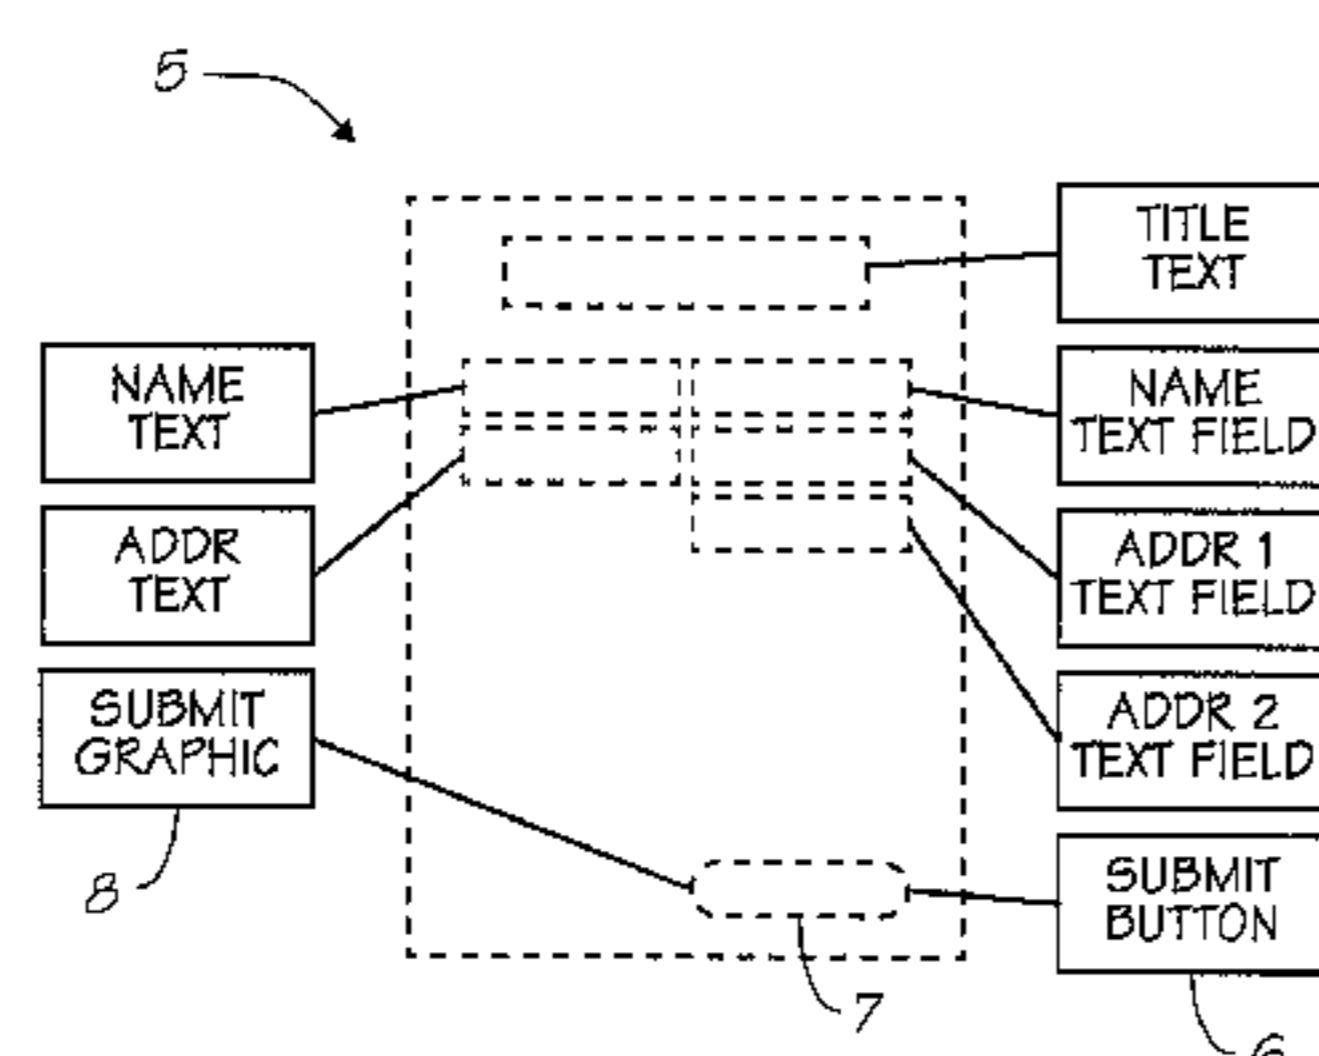 5
TITLE
TEXT
NAME
TEXT
NAME
TEXT FIELD
ADDR
TEXT
ADDR 1
TEXT FIELD
SUBMIT
GRAPHIC
ADDR 2
TEXT FIELD
8
SUBMIT
BUTTON
7
6